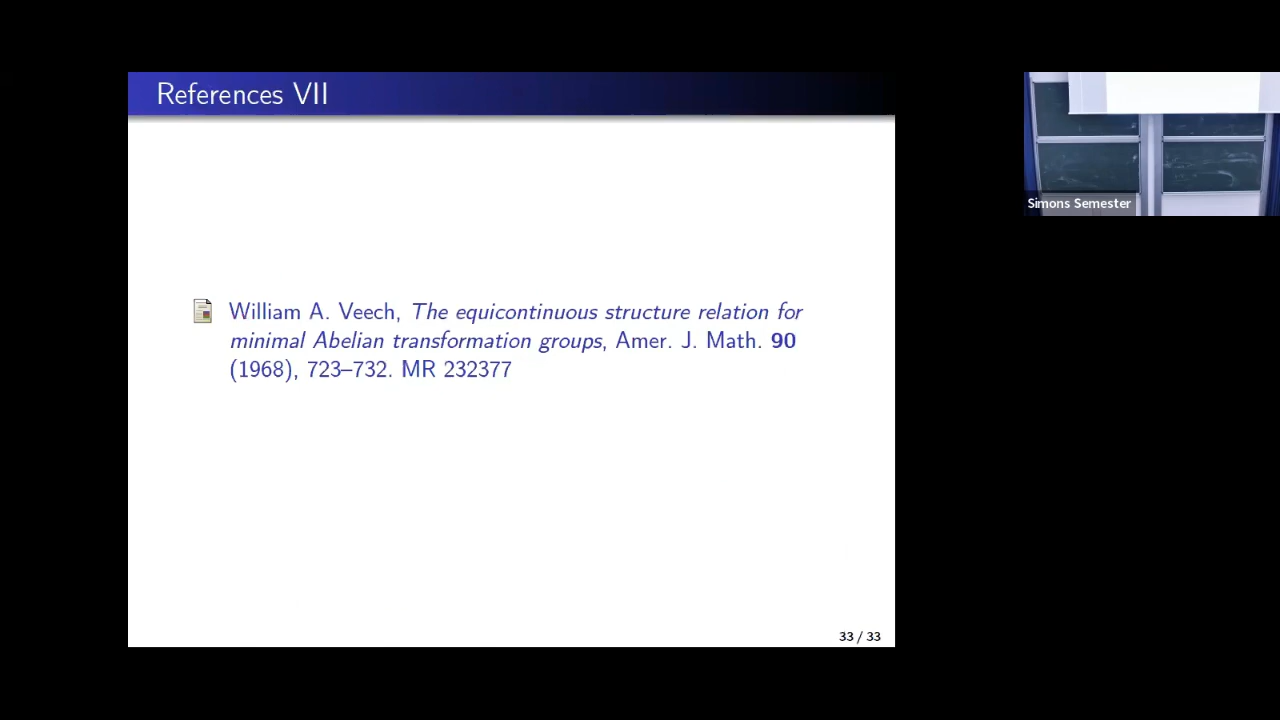 References VII
William A. Veech, The equicontinuous structure relation for
minimal Abelian transformation groups, Amer. J. Math. 90
(1968), 723–732. MR 232377
33 / 33
Simons Semester